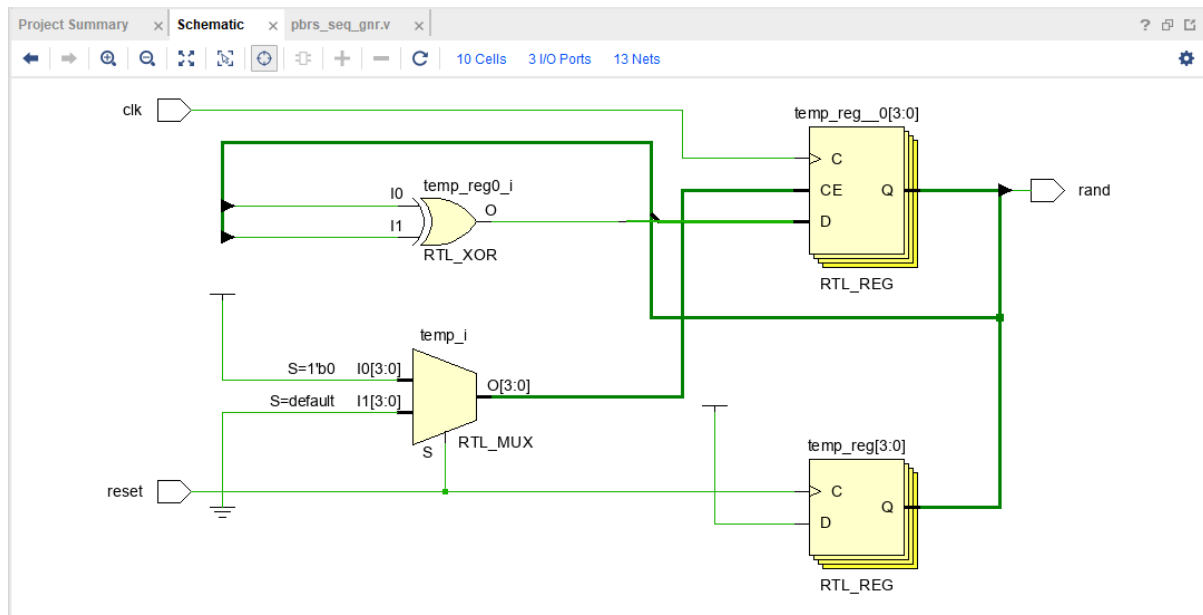 Project Summary × Schematic × pbrs_seq_gnr.v × ?
10 Cells 3 I/O Ports 13 Nets
clk
temp_reg__0[3:0]
C
CE Q
D
RTL_REG
rand
temp_reg0_i
I0
O
I1
RTL_XOR
temp_i
S=1'b0 I0[3:0]
O[3:0]
S=default I1[3:0]
S
RTL_MUX
reset
temp_reg[3:0]
C
Q
D
RTL_REG